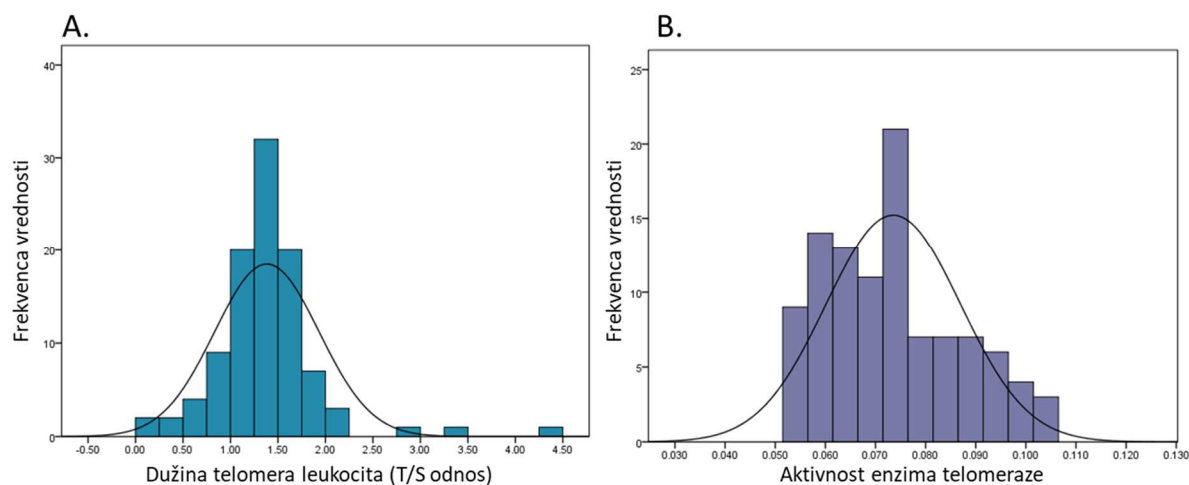 A.
40
30
20
10
0
-0.50 0.00 0.50 1.00 1.50 2.00 2.50 3.00 3.50 4.00 4.50
Frekvenca vrednosti
Dužina telomera leukocita (T/S odnos)
B.
25
20
15
10
5
0
0.030 0.040 0.050 0.060 0.070 0.080 0.090 0.100 0.110 0.120 0.130
Frekvenca vrednosti
Aktivnost enzima telomeraze